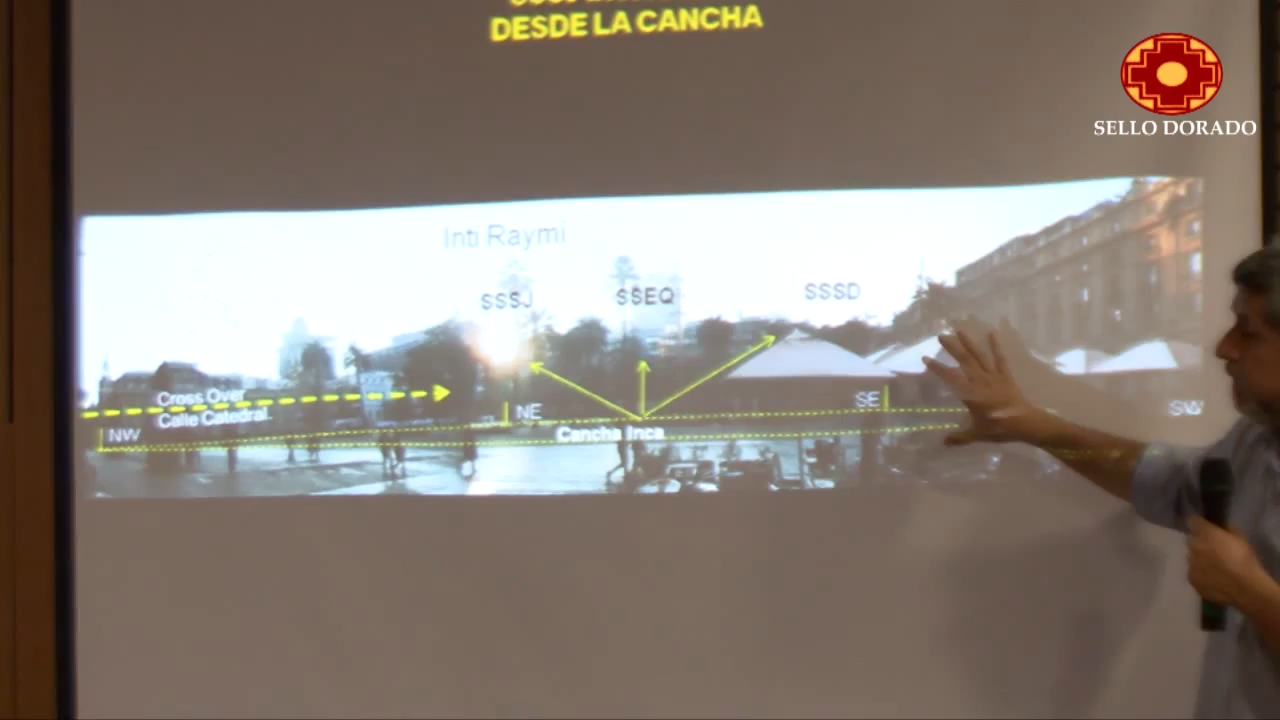 DESDE LA CANCHA
SELLO DORADO
Inti Raymi
SSSJ
SSEQ
SSSD
Cross Over
Calle Catedral
NW
NE
SE
SW
Cancha Inca